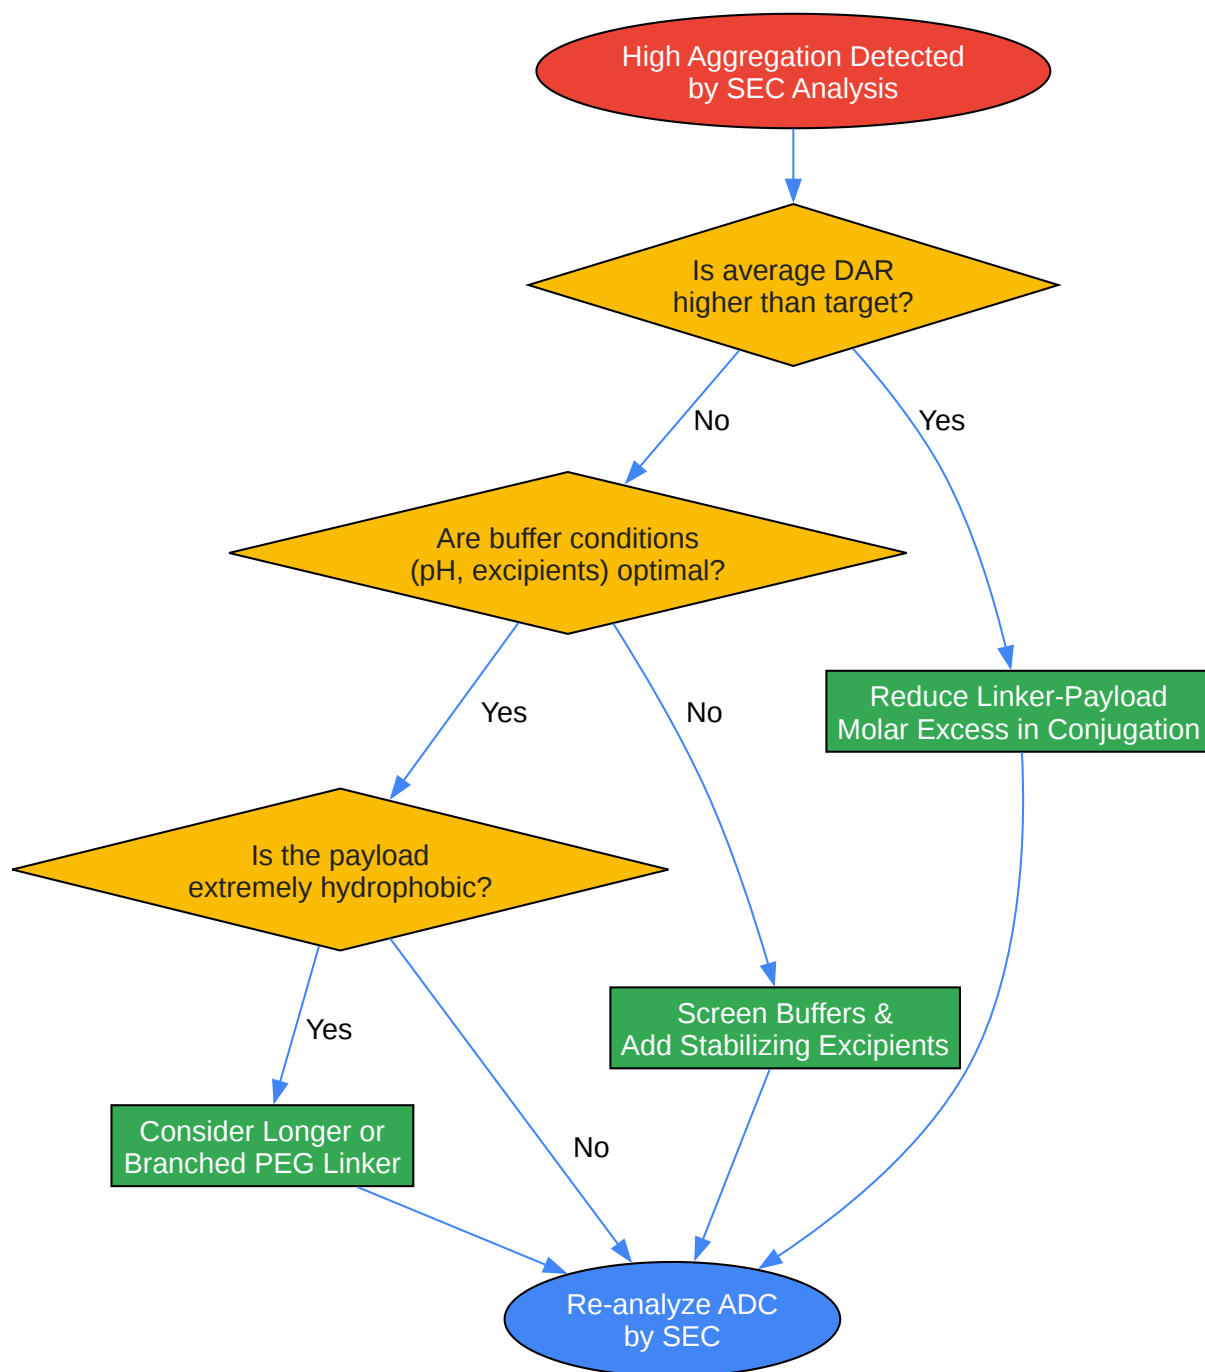 High Aggregation Detected
by SEC Analysis
Is average DAR
higher than target?
No
Yes
Are buffer conditions
(pH, excipients) optimal?
Yes
No
Reduce Linker-Payload
Molar Excess in Conjugation
Is the payload
extremely hydrophobic?
Yes
No
Screen Buffers &
Add Stabilizing Excipients
Consider Longer or
Branched PEG Linker
Re-analyze ADC
by SEC